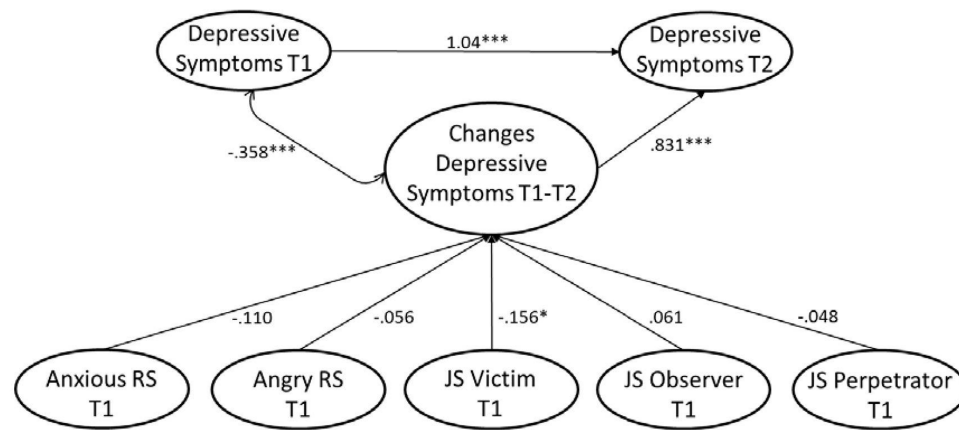 Depressive
Symptoms T1
1.04***
Depressive
Symptoms T2
-.358***
Changes
Depressive
Symptoms T1-T2
.831***
-.110
-.056
-.156*
.061
-.048
Anxious RS
T1
Angry RS
T1
JS Victim
T1
JS Observer
T1
JS Perpetrator
T1